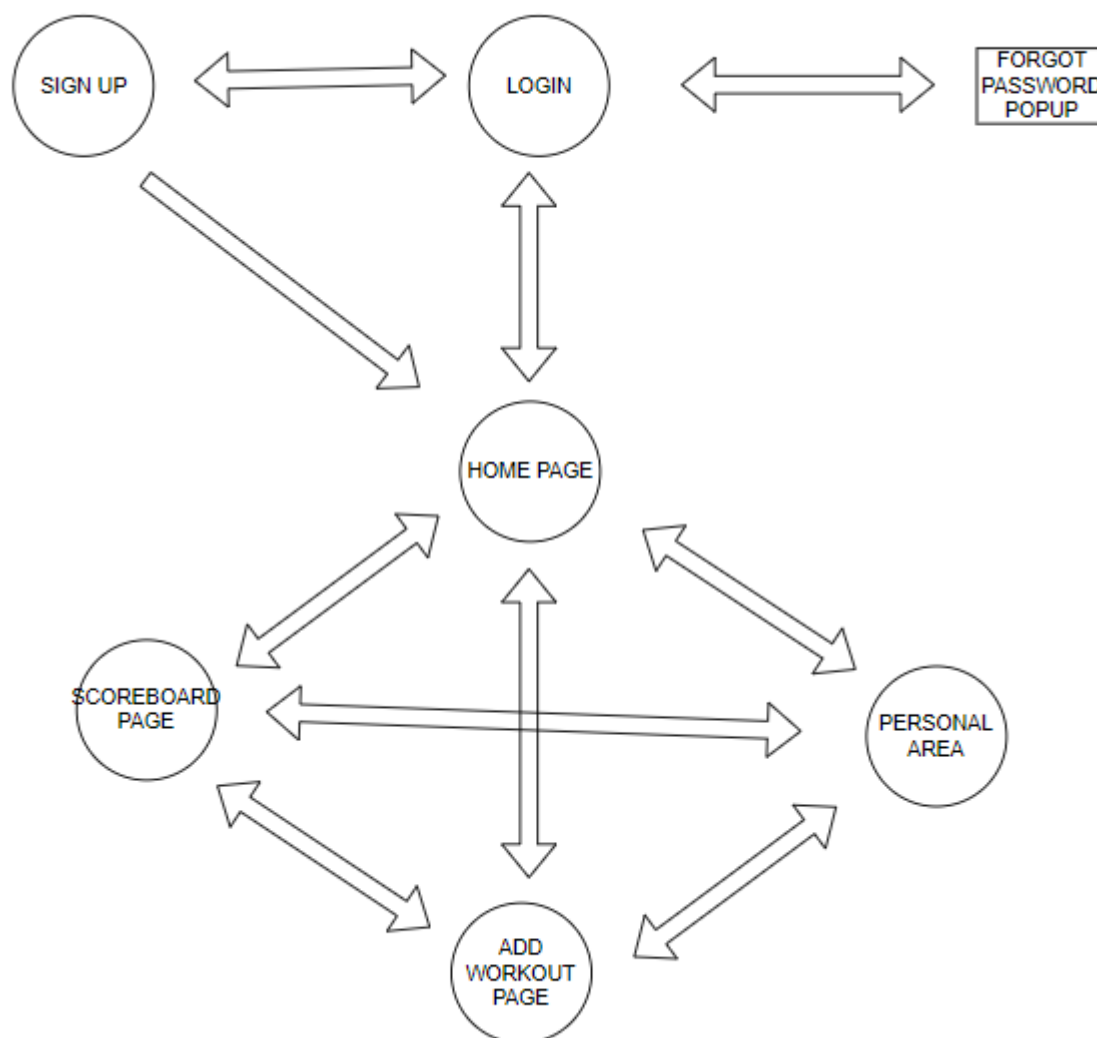 SIGN UP
LOGIN
FORGOT
PASSWORD
POPUP
HOME PAGE
SCOREBOARD
PAGE
PERSONAL
AREA
ADD
WORKOUT
PAGE